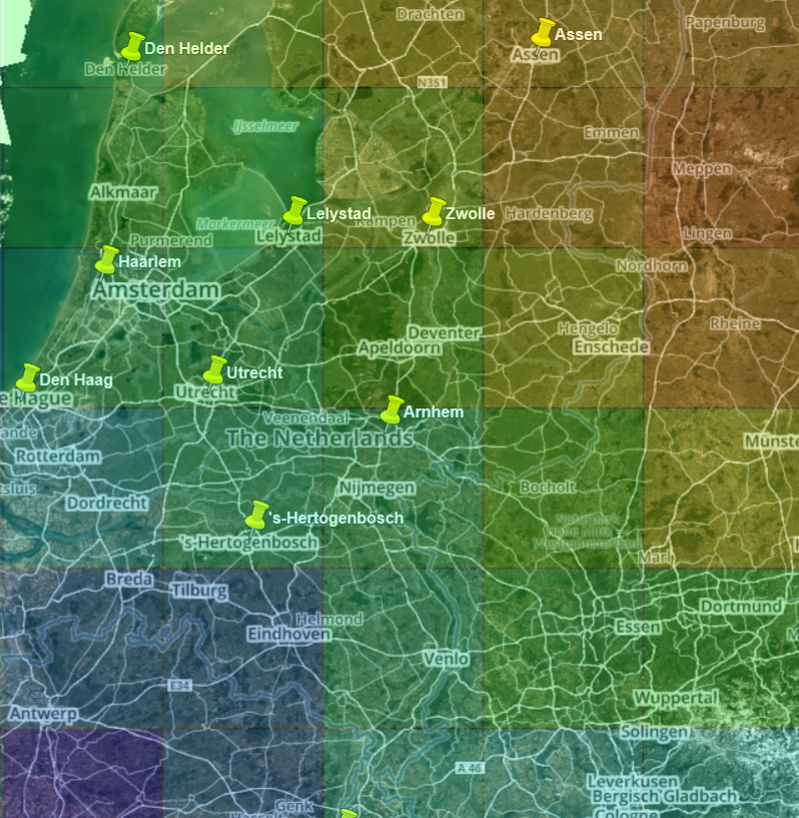 Drachten
Papenburg
Assen
Assen
Den Helder
Den Helder
N351
IJsselmeer
Emmen
Meppen
Alkmaar
Lelystad
Kampen
Zwolle
Hardenberg
Markermeer
Lelystad
Zwolle
Purmerend
Lingen
Haarlem
Nordhorn
Amsterdam
Rheine
Hengelo
Deventer
Apeldoorn
Enschede
Utrecht
Den Haag
Utrecht
e Hague
Arnhem
Veenendaal
ande
The Netherlands
Münste
Rotterdam
tsluis
Nijmegen
Bocholt
Dordrecht
's-Hertogenbosch
's-Hertogenbosch
Marl
Breda
Tilburg
Dortmund
Helmond
Essen
Eindhoven
Venlo
E34
Wuppertal
Antwerp
Solingen
A 46
Leverkusen
Bergisch Gladbach
Genk
Cologne